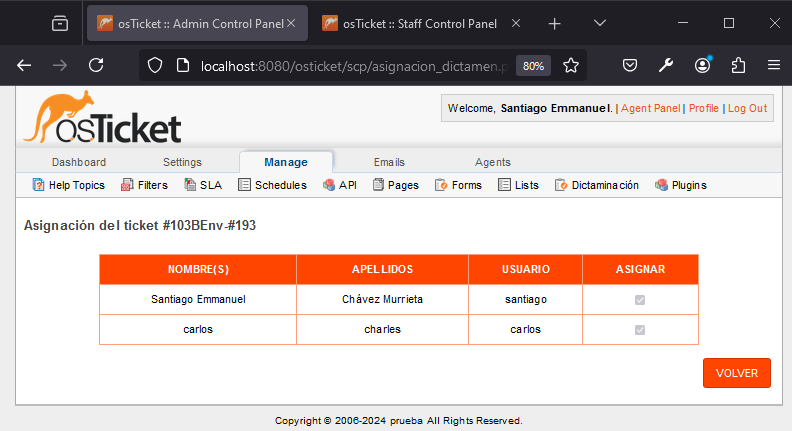 osTicket :: Admin Control Panel
osTicket :: Staff Control Panel
localhost:8080/osticket/scp/asignacion_dictamen.p
80%
osTicket
Welcome, Santiago Emmanuel. | Agent Panel | Profile | Log Out
Dashboard Settings Manage Emails Agents
Help Topics Filters SLA Schedules API Pages Forms Lists Dictaminación Plugins
Asignación del ticket #103BEnv-#193
NOMBRE(S) APELLIDOS USUARIO ASIGNAR
Santiago Emmanuel Chávez Murrieta santiago
carlos charles carlos
VOLVER
Copyright © 2006-2024 prueba All Rights Reserved.